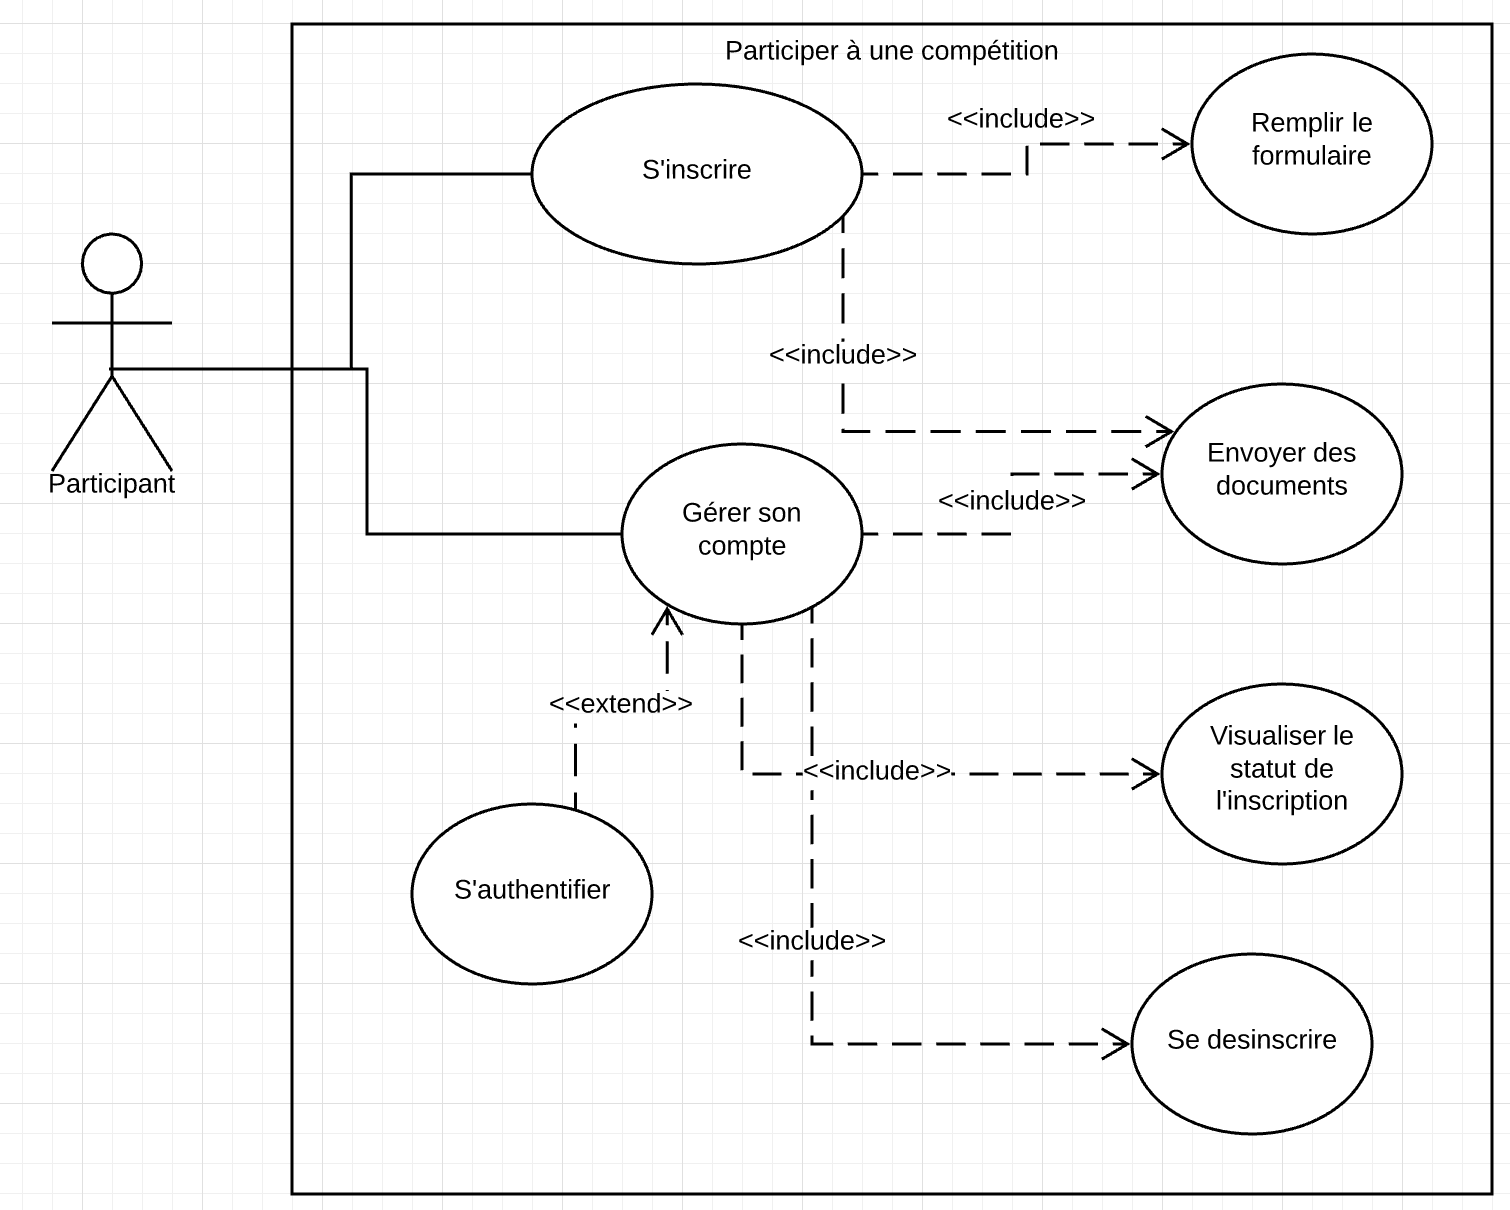 Participer à une compétition
<<include>>
Remplir le
formulaire
S'inscrire
<<include>>
Participant
Envoyer des
documents
<<include>>
Gérer son
compte
<<extend>>
Visualiser le
statut de
l'inscription
<<include>>
S'authentifier
<<include>>
Se desinscrire